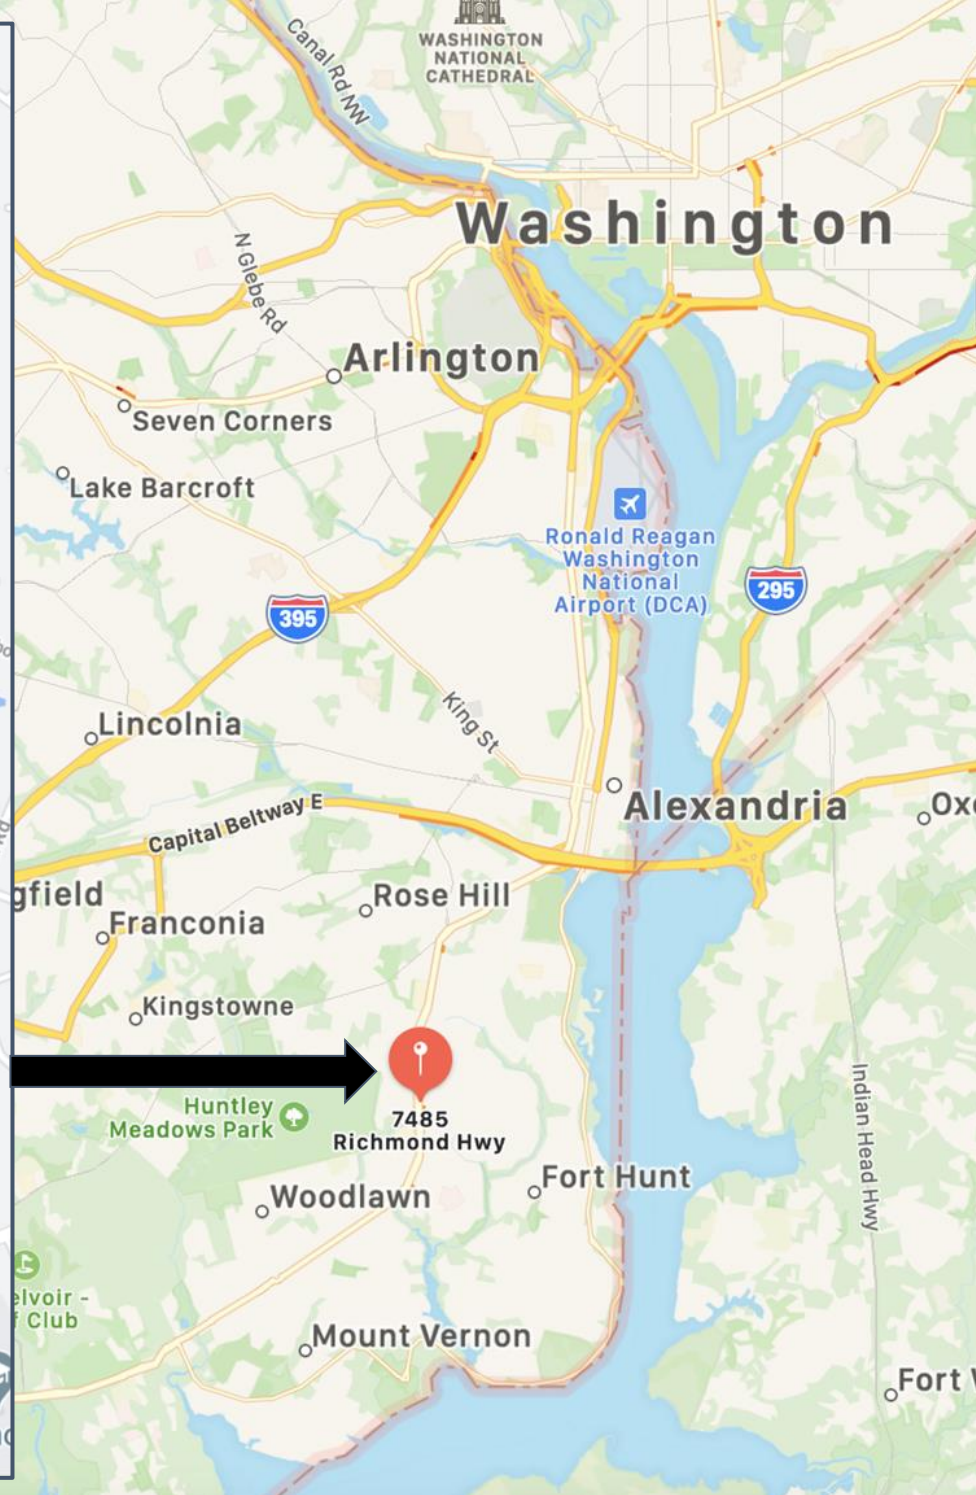 WASHINGTON
NATIONAL
CATHEDRAL
Canal Rd NW
Washington
N Glebe Rd
Arlington
Seven Corners
Lake Barcroft
Ronald Reagan
Washington
National
Airport (DCA)
295
395
King St
Lincolnia
Alexandria
Oxo
Capital Beltway E
gfield
Rose Hill
Franconia
Kingstowne
Indian Head Hwy
Huntley
Meadows Park
7485
Richmond Hwy
Fort Hunt
Woodlawn
elvoir -
f Club
Mount Vernon
Fort